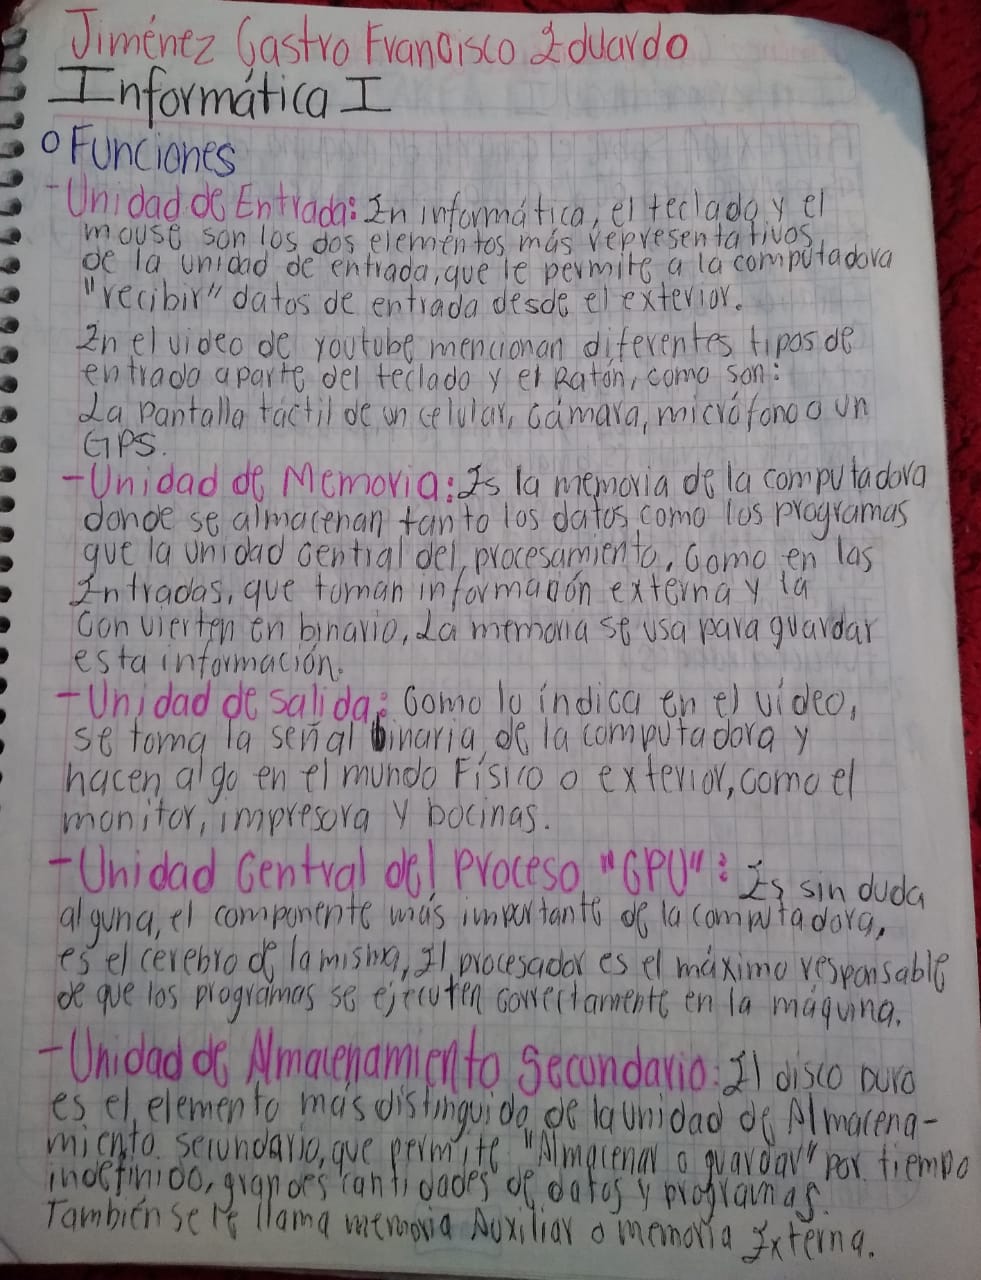 Jiménez Castro Francisco Eduardo
Informática I
o Funciones
- Unidad de Entrada: En informática, el teclado y el
mouse son los dos elementos más representativos
de la unidad de entrada, que le permite a la computadora
"recibir" datos de entrada desde el exterior.
En el video de youtube mencionan diferentes tipos de
entrada aparte del teclado y el Ratón, como son:
La pantalla táctil de un celular, cámara, micrófono o un
GPS.
- Unidad de Memoria: Es la memoria de la computadora
donde se almacenan tanto los datos como los programas
que la unidad central del procesamiento. Como en las
Entradas, que toman información externa y la
Convierten en binario, La memoria se usa para guardar
esta información.
- Unidad de salida: Como lo índica en el vídeo,
se toma la señal binaria de la computadora y
hacen algo en el mundo Físico o exterior, como el
monitor, impresora y bocinas.
- Unidad Central del Proceso "CPU": Es sin duda
alguna, el componente más importante de la computadora,
es el cerebro de la misma, El procesador es el máximo responsable
de que los programas se ejecuten correctamente en la máquina.
- Unidad de Almacenamiento Secundario: El disco Duro
es el elemento más distinguido de la unidad de Almacena-
miento secundario, que permite "Almacenar o guardar" por tiempo
indefinido, grandes cantidades de datos y programas.
También se le llama memoria Auxiliar o memoria Externa.